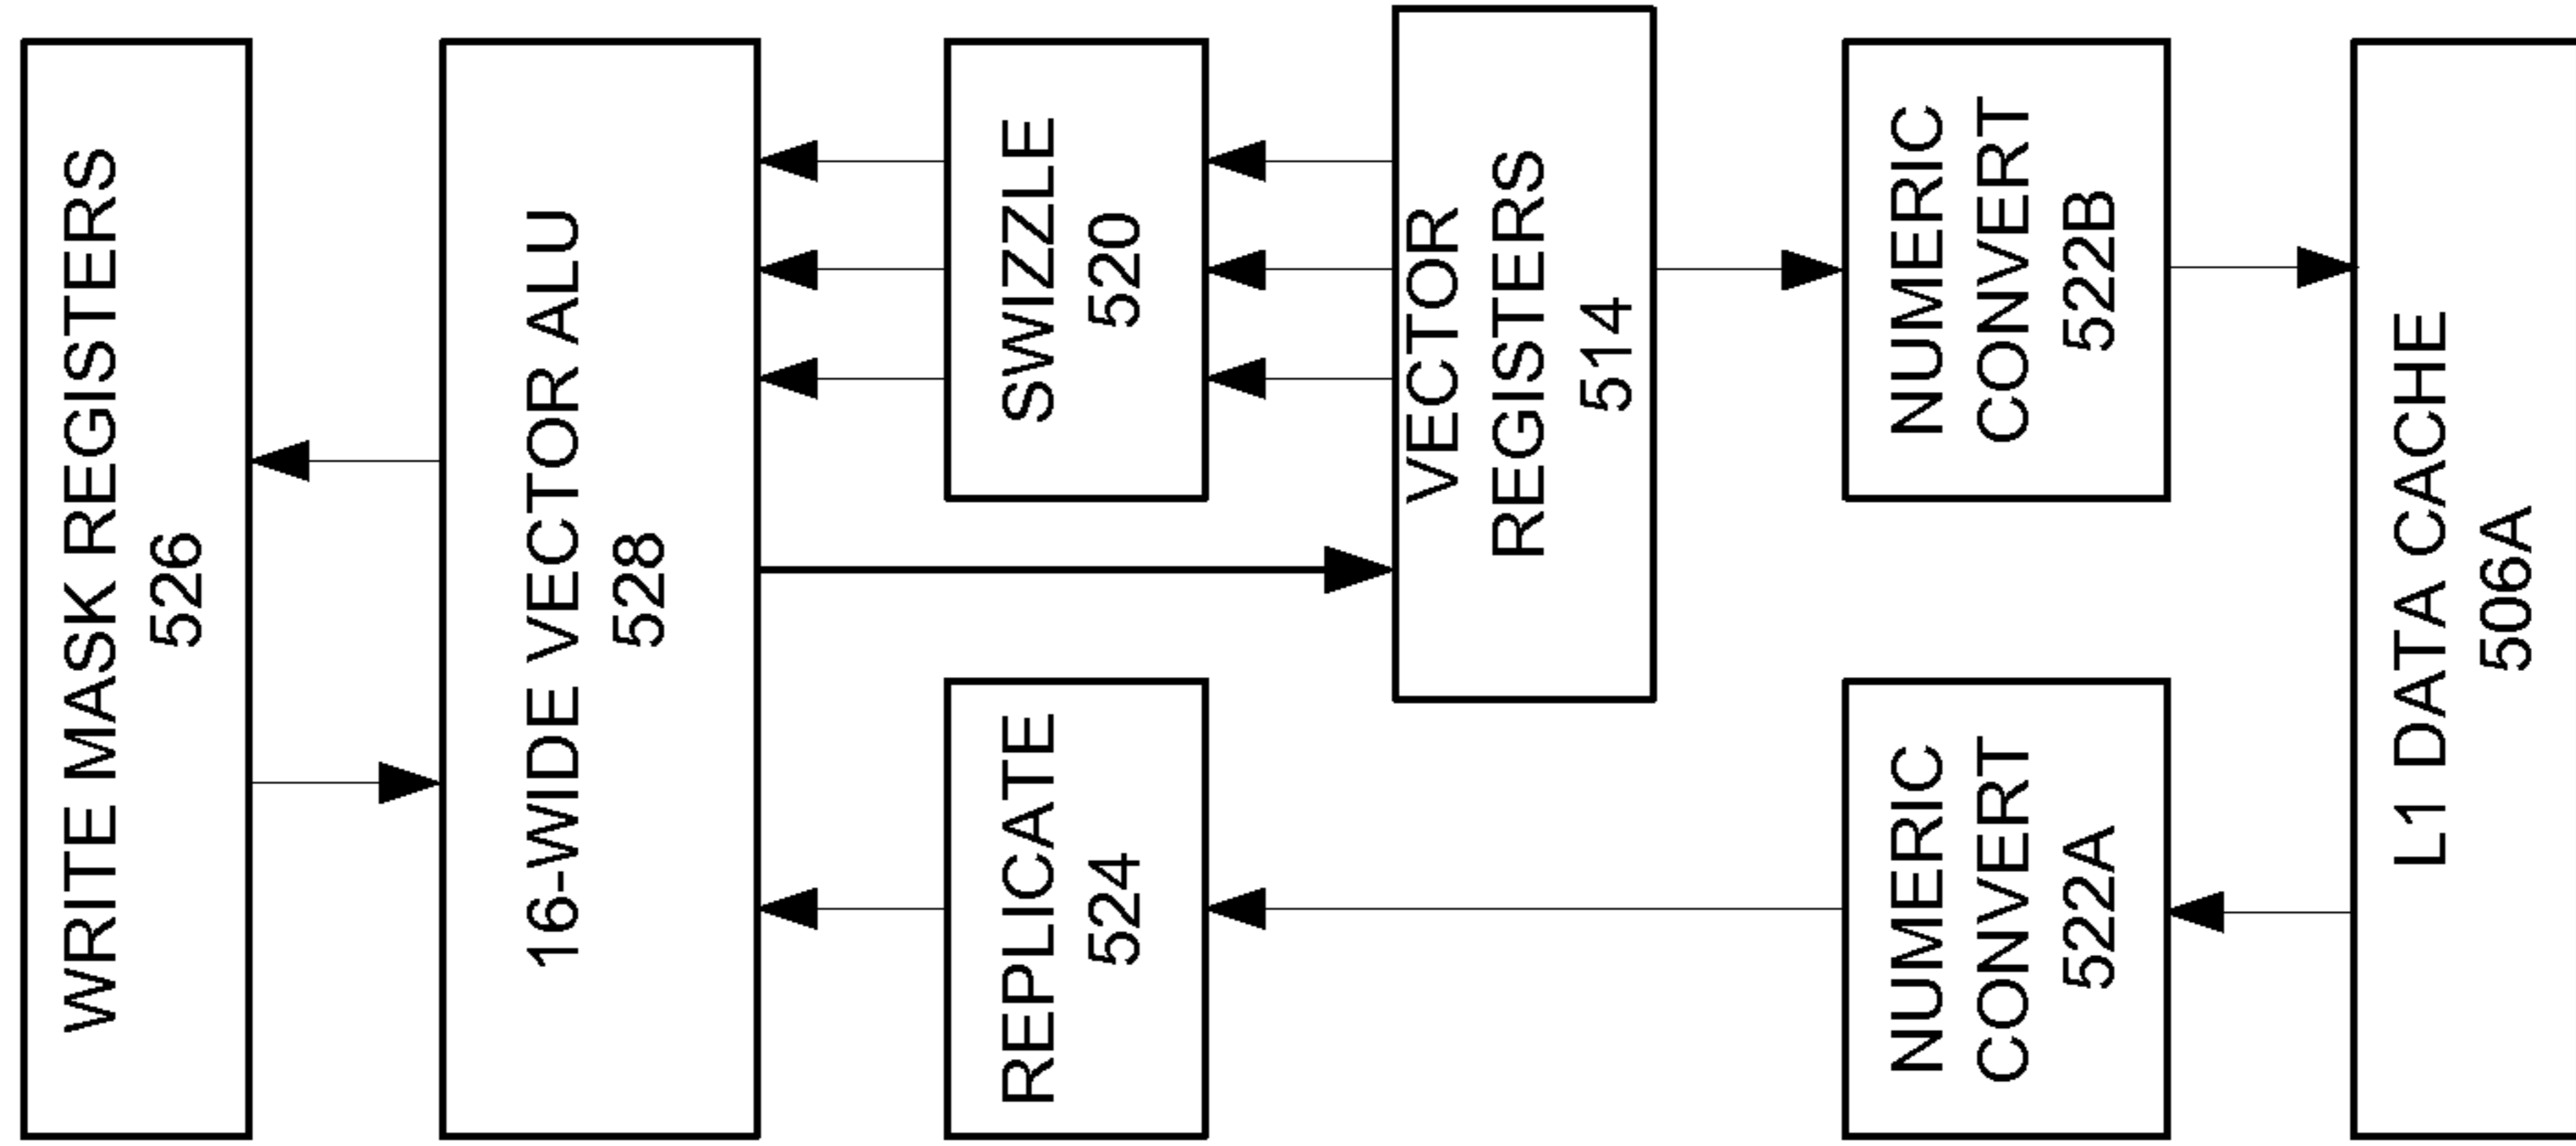 WRITE MASK REGISTERS
526
16-WIDE VECTOR ALU
528
REPLICATE
524
SWIZZLE
520
VECTOR
REGISTERS
514
NUMERIC
CONVERT
522A
NUMERIC
CONVERT
522B
L1 DATA CACHE
506A